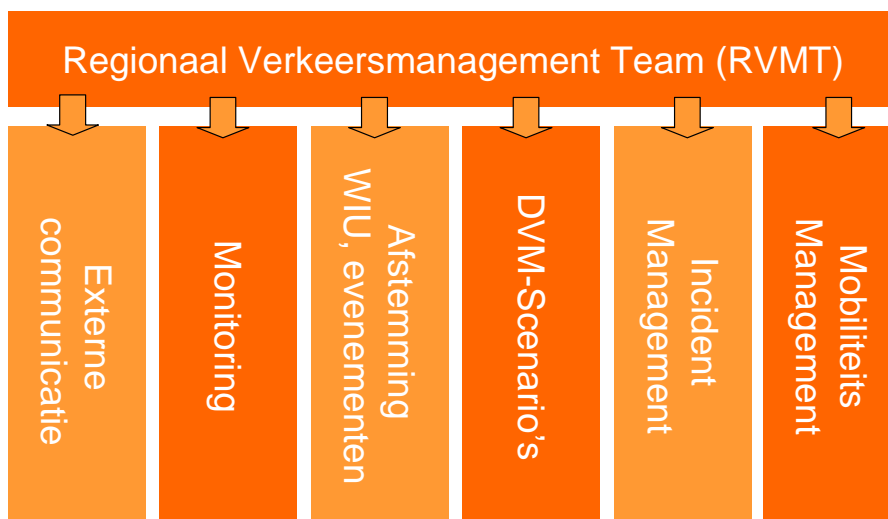 Regionaal Verkeersmanagement Team (RVMT)
Externe
communicatie
Monitoring
Afstemming
WIU, evenementen
DVM-Scenario’s
Incident
Management
Mobiliteits
Management